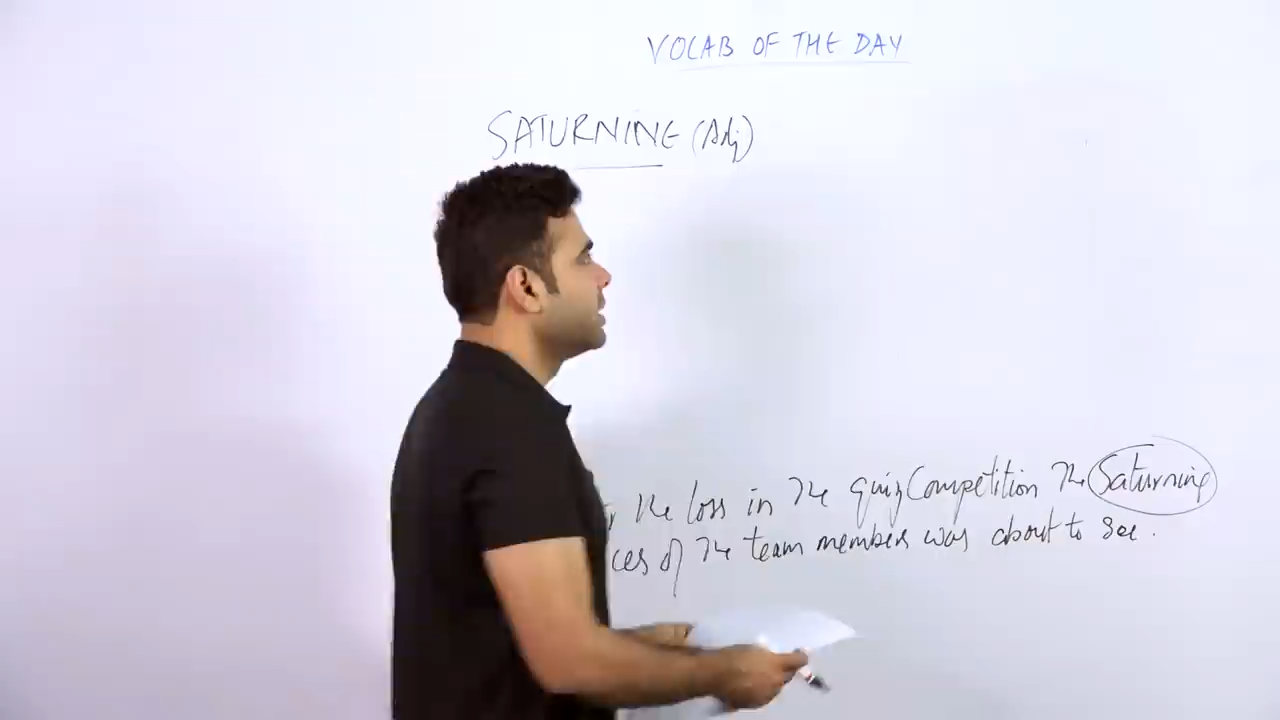 VOCAB OF THE DAY
SATURNINE (Adj)
the loss in the quiz Competition the Saturnine
ces of the team members was about to see.